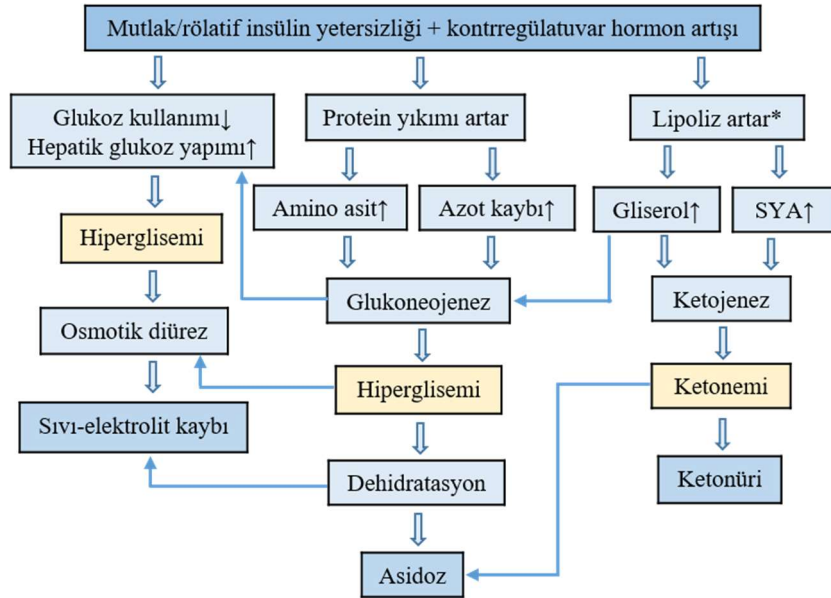 Mutlak/rölatif insülin yetersizliği + kontrregülatuvar hormon artışı
Glukoz kullanımı↓
Hepatik glukoz yapımı↑
Protein yıkımı artar
Lipoliz artar*
Amino asit↑
Azot kaybı↑
Gliserol↑
SYA↑
Hiperglisemi
Glukoneojenez
Ketojenez
Osmotik diürez
Hiperglisemi
Ketonemi
Sıvı-elektrolit kaybı
Dehidratasyon
Ketonüri
Asidoz